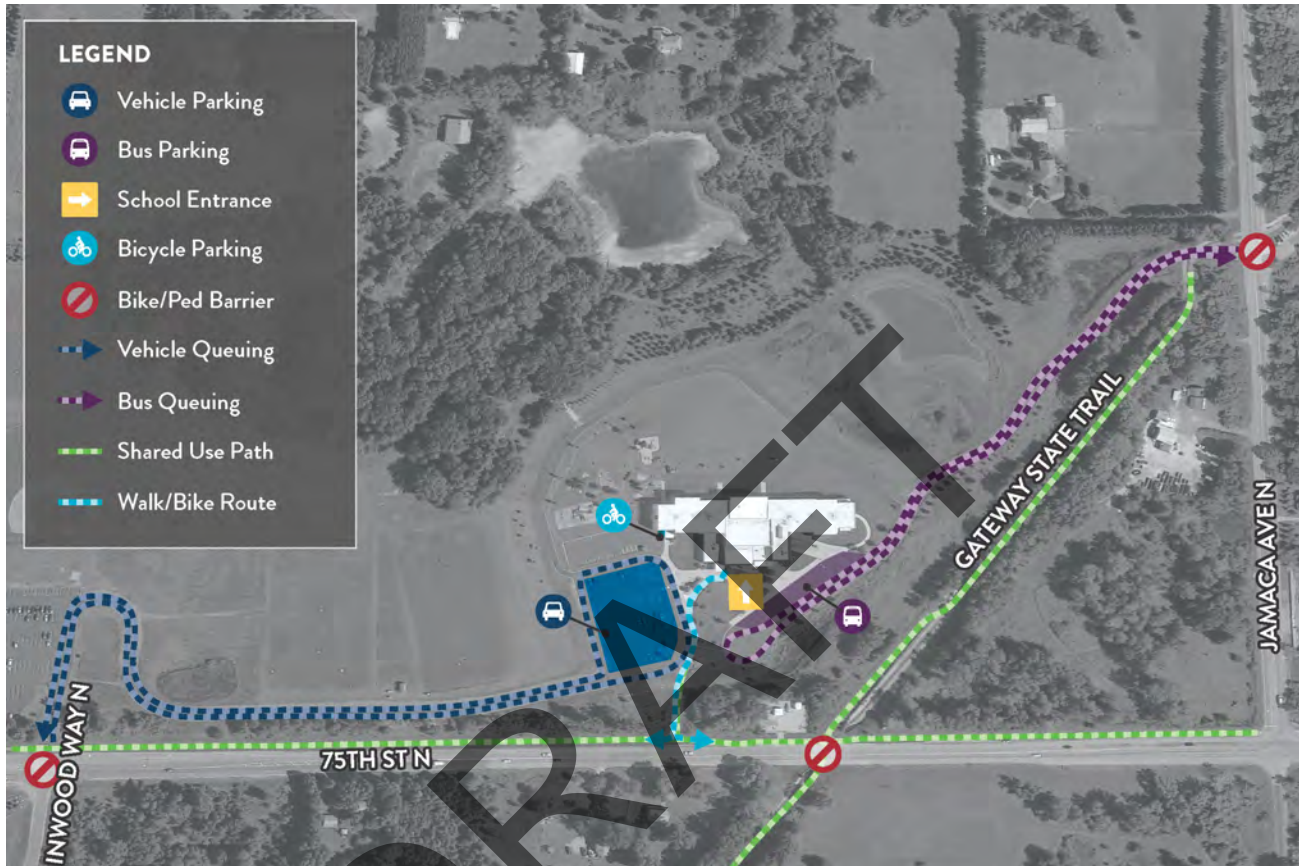 LEGEND
Vehicle Parking
Bus Parking
School Entrance
Bicycle Parking
Bike/Ped Barrier
Vehicle Queuing
Bus Queuing
Shared Use Path
Walk/Bike Route
GATEWAY STATE TRAIL
JAMACA AVE N
INWOOD WAY N
75TH ST N
DRAFT